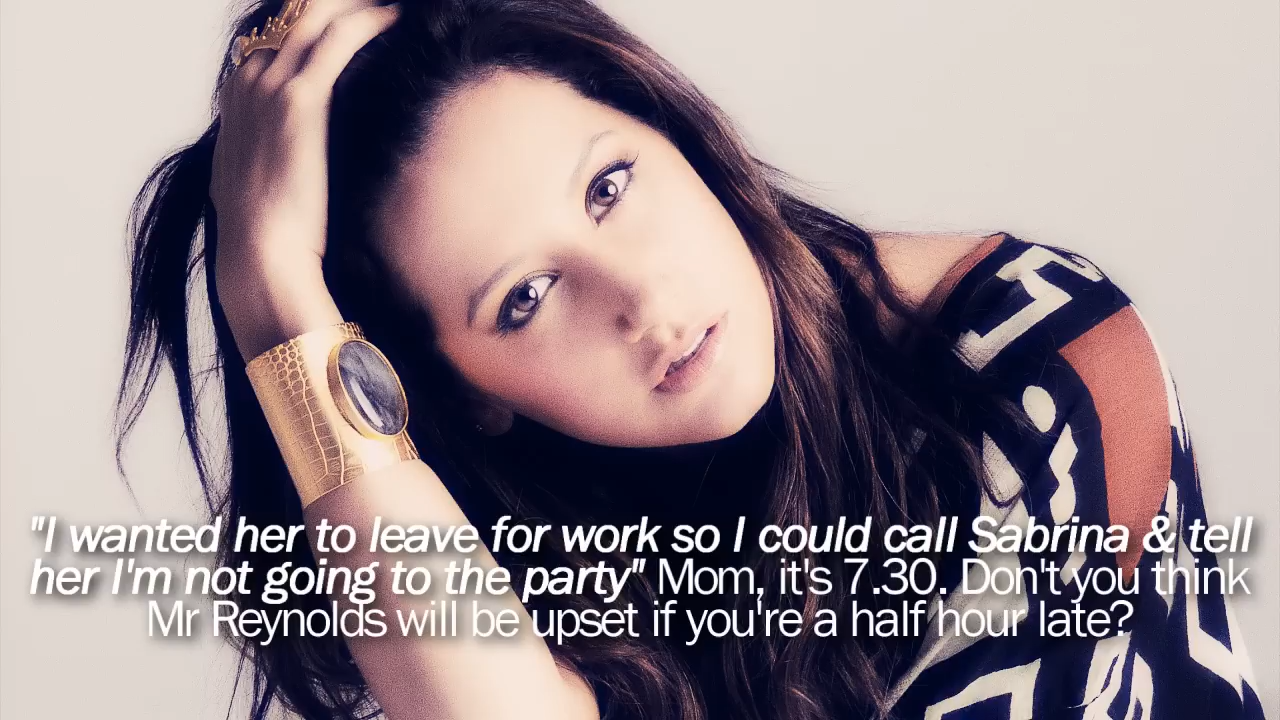 "I wanted her to leave for work so I could call Sabrina & tell
her I'm not going to the party" Mom, it's 7.30. Don't you think
Mr Reynolds will be upset if you're a half hour late?